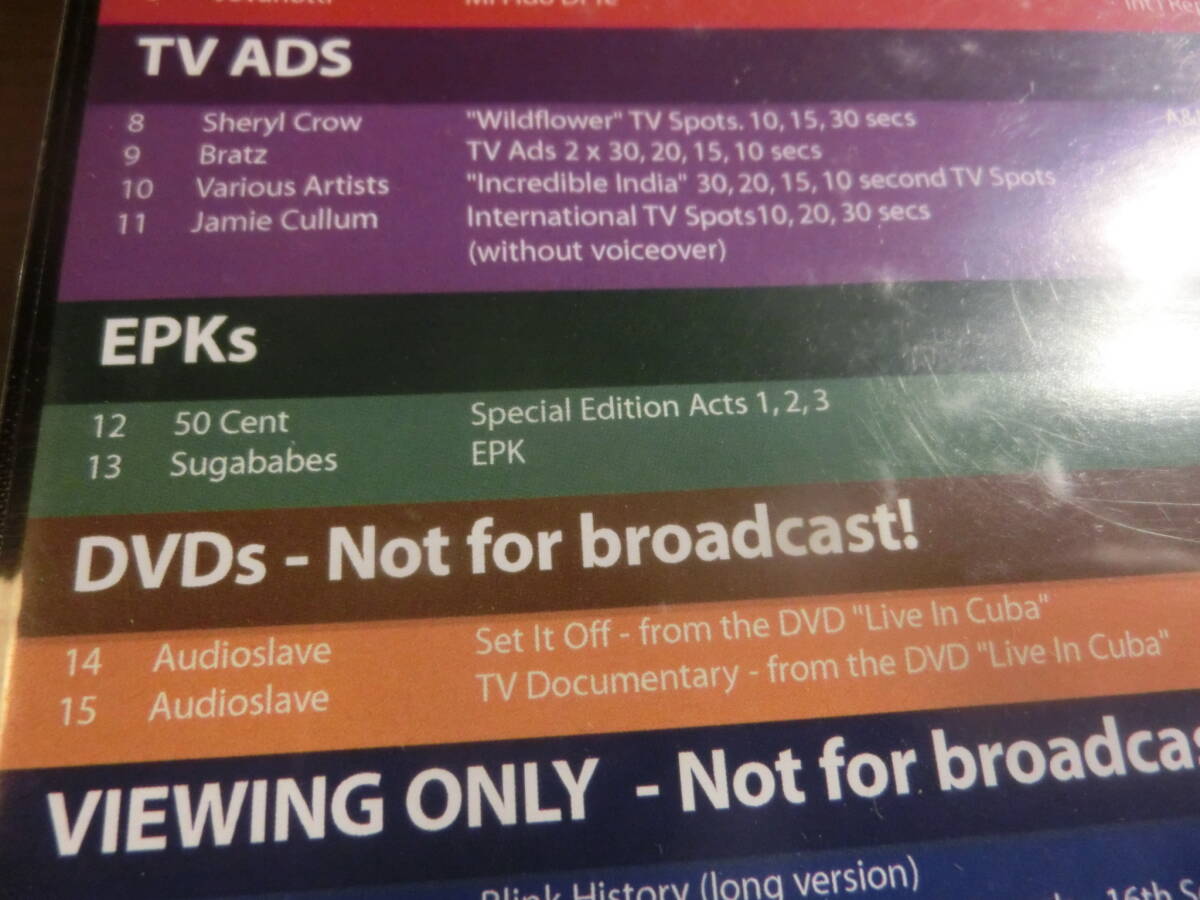 TV ADS
8 Sheryl Crow "Wildflower" TV Spots. 10, 15, 30 secs
9 Bratz TV Ads 2 x 30, 20, 15, 10 secs
10 Various Artists "Incredible India" 30, 20, 15, 10 second TV Spots
11 Jamie Cullum International TV Spots10, 20, 30 secs
(without voiceover)
EPKs
12 50 Cent Special Edition Acts 1, 2, 3
13 Sugababes EPK
DVDs - Not for broadcast!
14 Audioslave Set It Off - from the DVD "Live In Cuba"
15 Audioslave TV Documentary - from the DVD "Live In Cuba"
VIEWING ONLY - Not for broadcas
Blink History (long version)
16th S